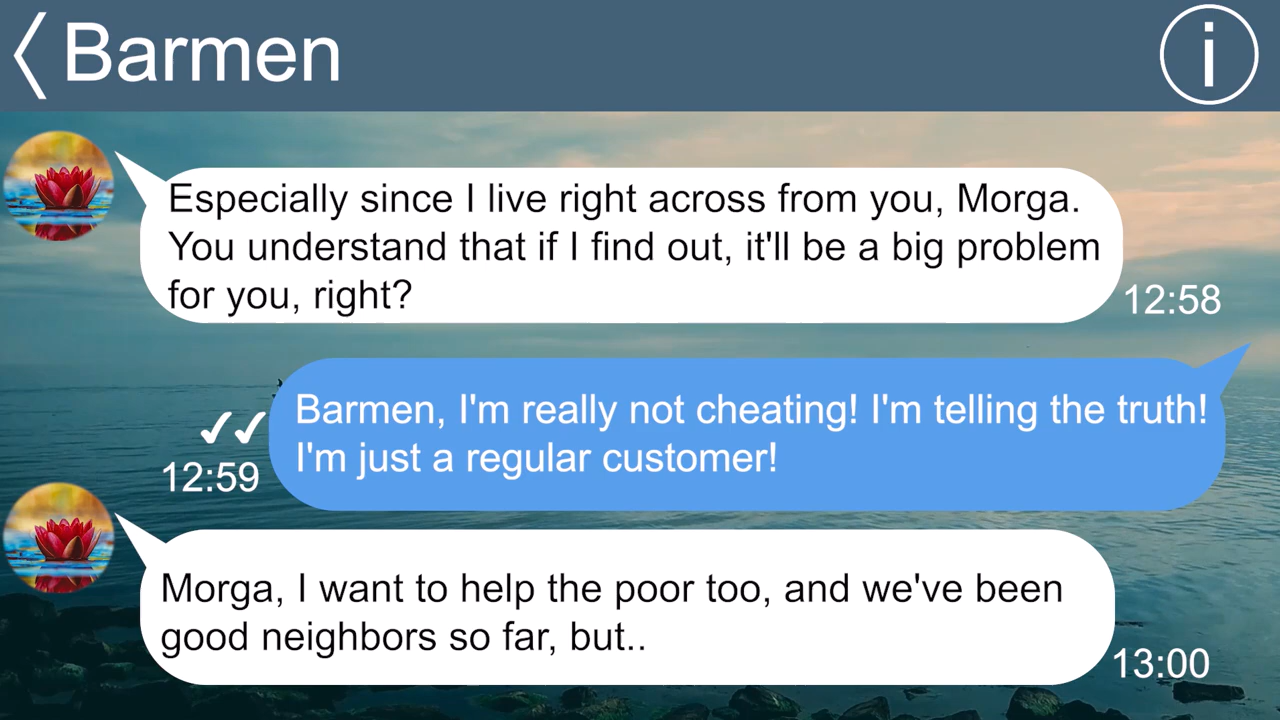 Barmen
Especially since I live right across from you, Morga.
You understand that if I find out, it'll be a big problem
for you, right?
12:58
Barmen, I'm really not cheating! I'm telling the truth!
I'm just a regular customer!
12:59
Morga, I want to help the poor too, and we've been
good neighbors so far, but..
13:00